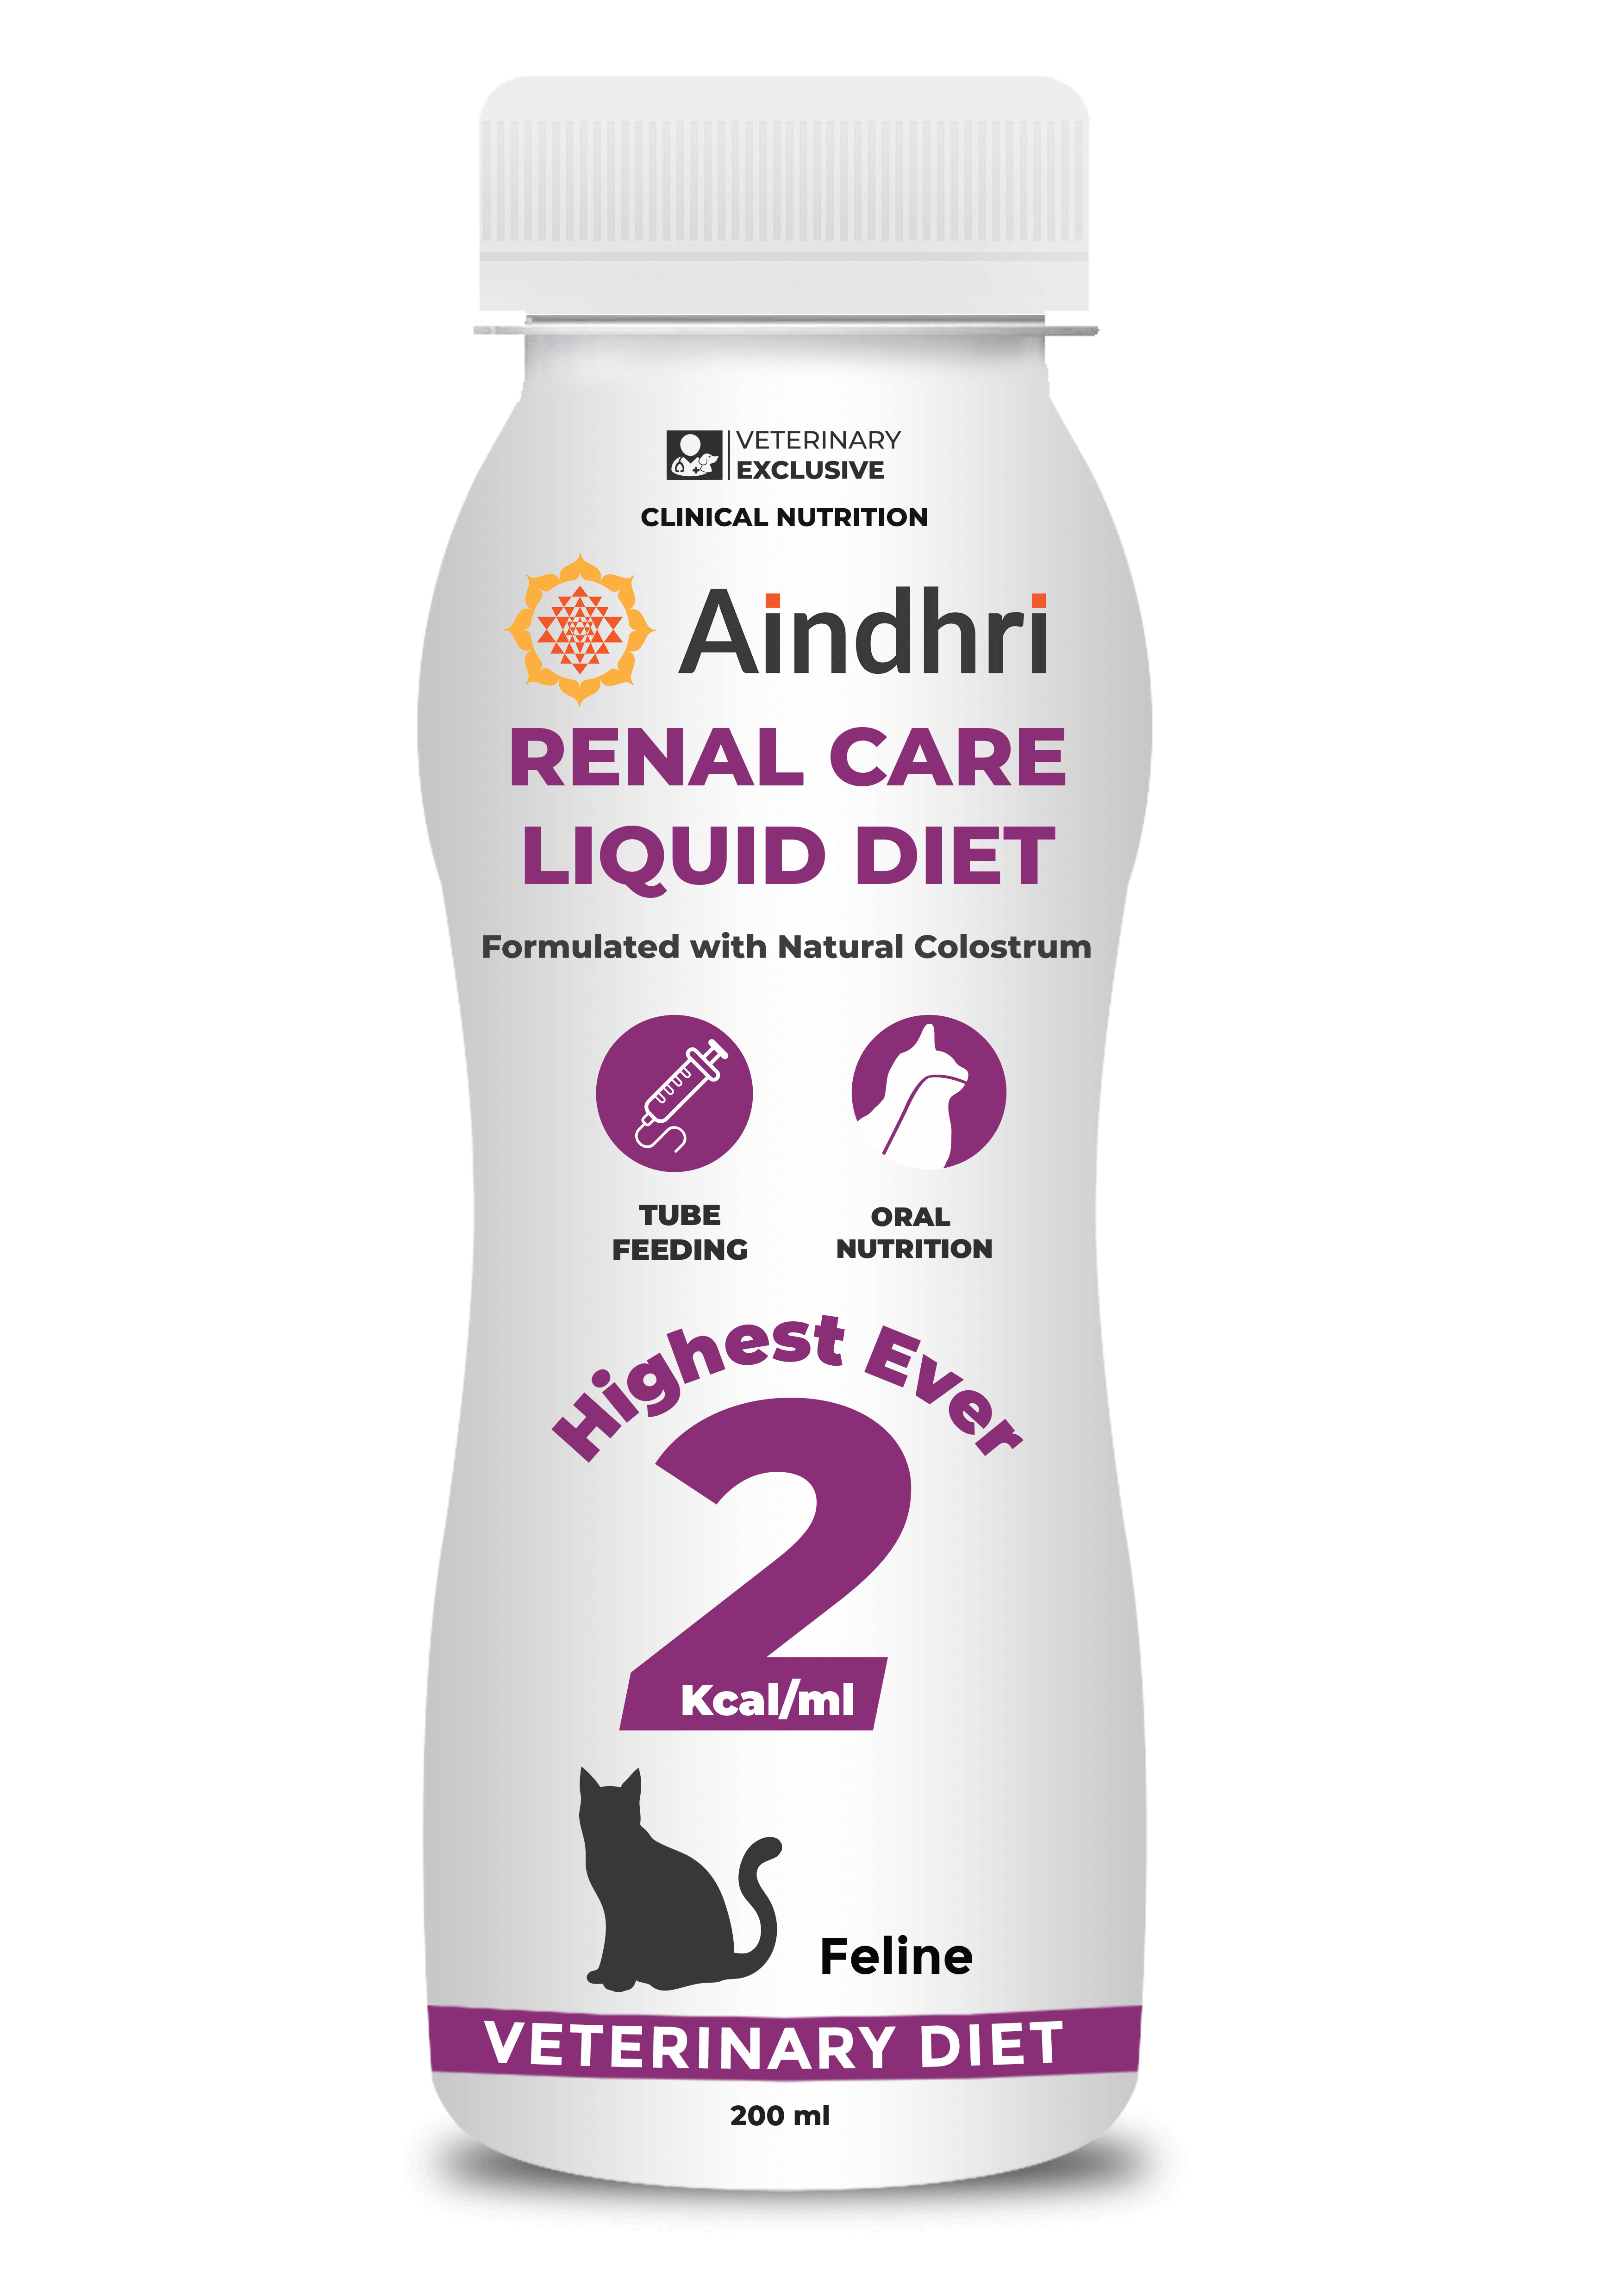 VETERINARY
EXCLUSIVE
CLINICAL NUTRITION
Aindhri
RENAL CARE
LIQUID DIET
Formulated with Natural Colostrum
TUBE
FEEDING
ORAL
NUTRITION
Highest Ever
2
Kcal/ml
Feline
VETERINARY DIET
200 ml